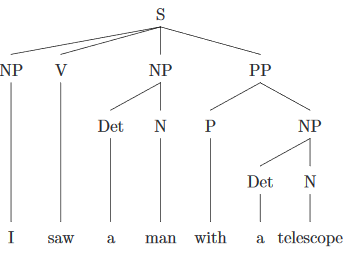 S
NP V NP PP
Det N P NP
Det N
I saw a man with a telescope